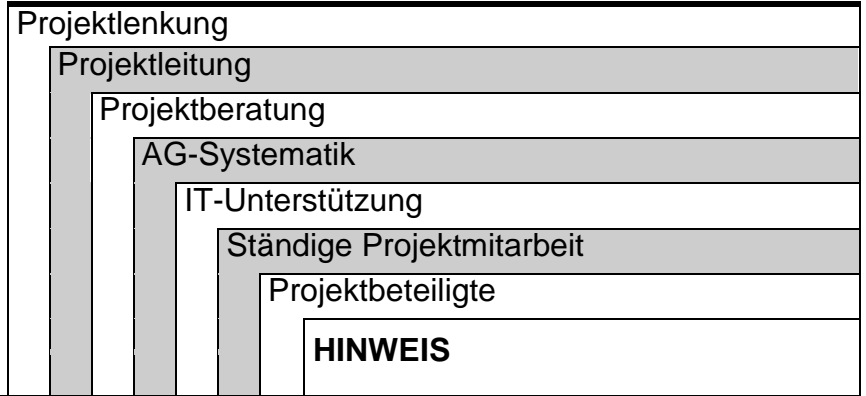 Projektlenkung
Projektleitung
Projektberatung
AG-Systematik
IT-Unterstützung
Ständige Projektmitarbeit
Projektbeteiligte
HINWEIS